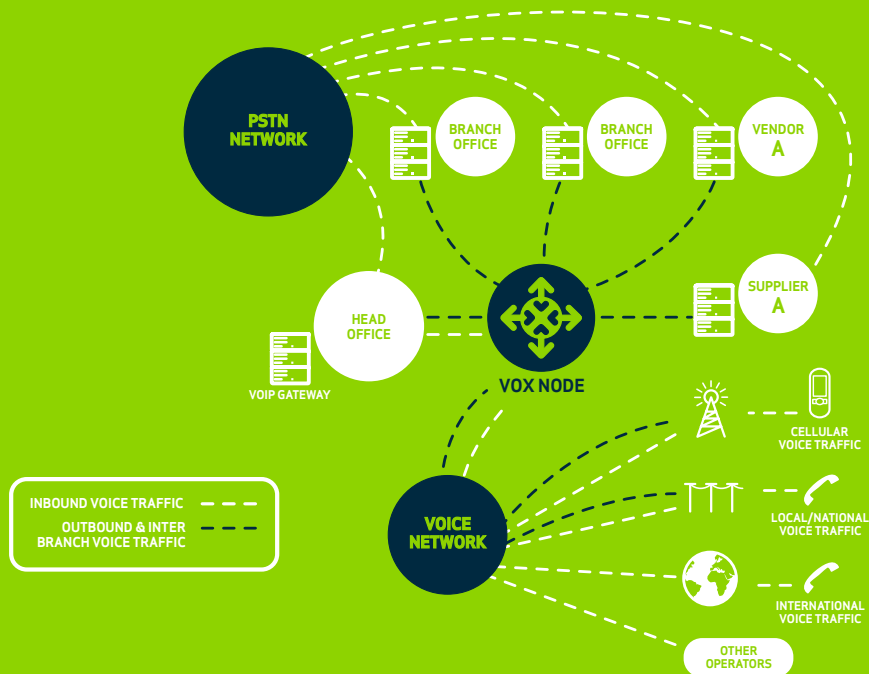 PSTN
NETWORK
BRANCH
OFFICE
BRANCH
OFFICE
VENDOR
A
SUPPLIER
A
HEAD
OFFICE
VOIP GATEWAY
VOX NODE
CELLULAR
VOICE TRAFFIC
INBOUND VOICE TRAFFIC
OUTBOUND & INTER
BRANCH VOICE TRAFFIC
VOICE
NETWORK
LOCAL/NATIONAL
VOICE TRAFFIC
INTERNATIONAL
VOICE TRAFFIC
OTHER
OPERATORS